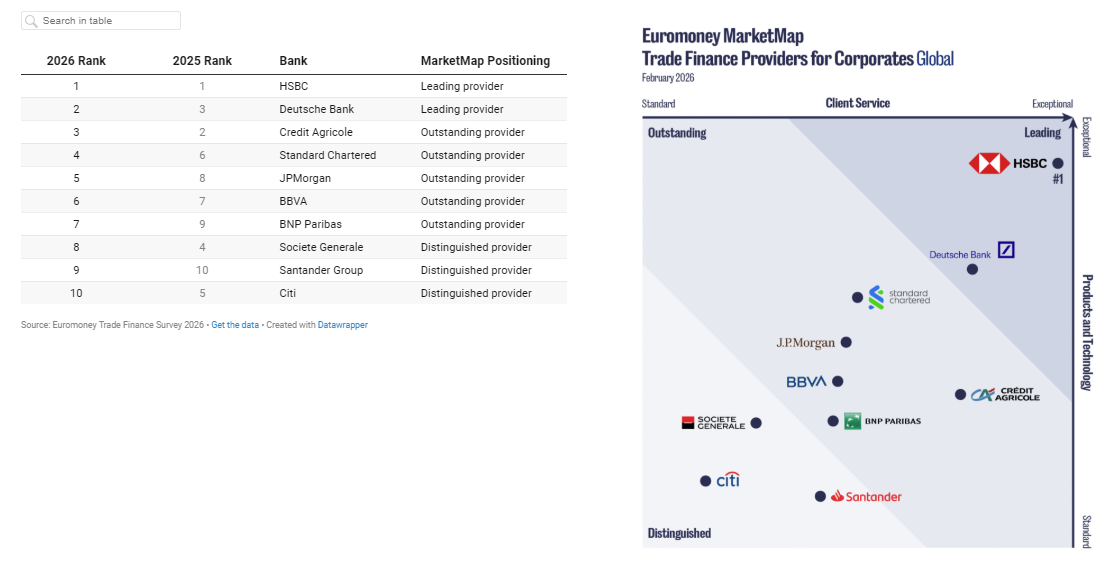 Search in table
2026 Rank 2025 Rank Bank MarketMap Positioning
1 1 HSBC Leading provider
2 3 Deutsche Bank Leading provider
3 2 Credit Agricole Outstanding provider
4 6 Standard Chartered Outstanding provider
5 8 JPMorgan Outstanding provider
6 7 BBVA Outstanding provider
7 9 BNP Paribas Outstanding provider
8 4 Societe Generale Distinguished provider
9 10 Santander Group Distinguished provider
10 5 Citi Distinguished provider
Source: Euromoney Trade Finance Survey 2026 • Get the data • Created with Datawrapper
Euromoney MarketMap
Trade Finance Providers for Corporates Global
February 2026
Standard Client Service Exceptional
Outstanding Leading
HSBC
#1
Deutsche Bank
standard
chartered
J.P.Morgan
BBVA
CRÉDIT
AGRICOLE
SOCIETE
GENERALE
BNP PARIBAS
citi
Santander
Distinguished
Exceptional
Products and Technology
Standard